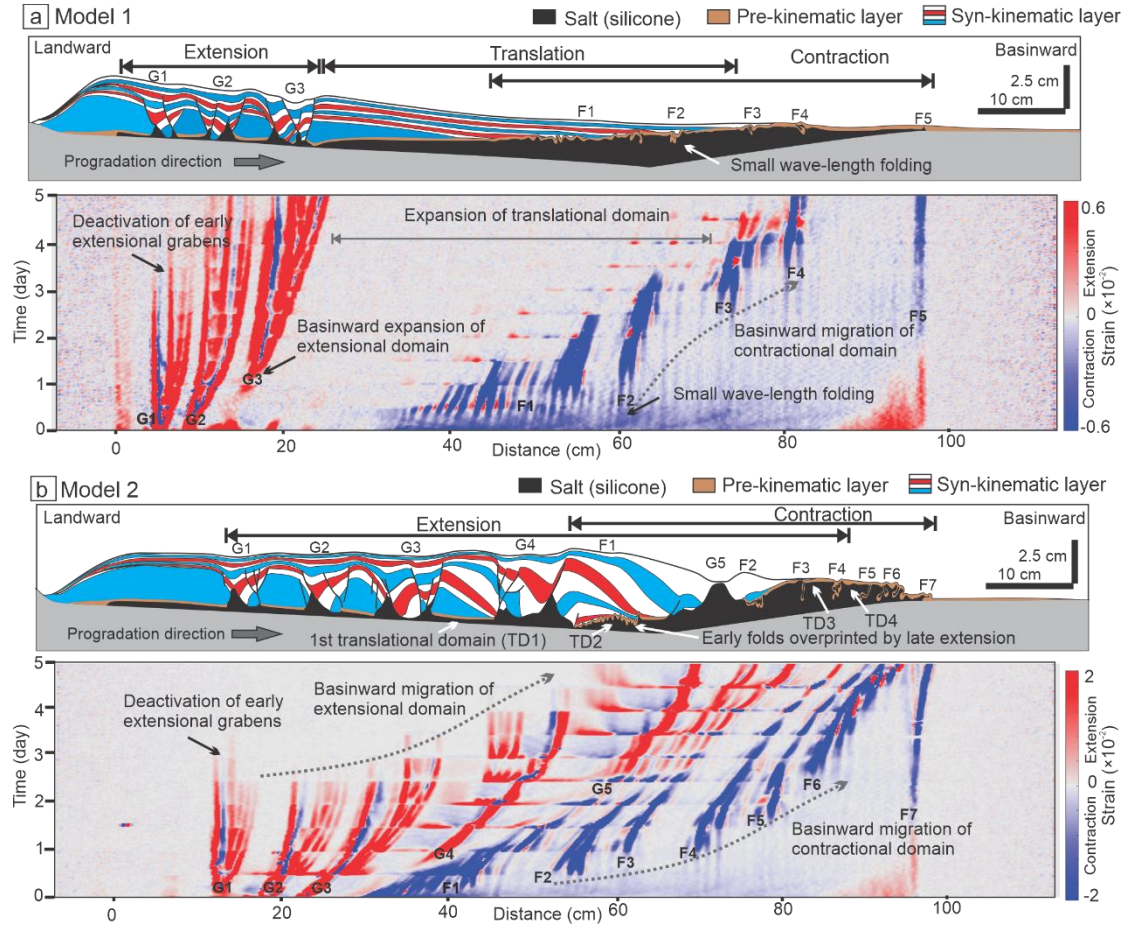 a Model 1
Salt (silicone) Pre-kinematic layer Syn-kinematic layer
Landward Extension Translation Contraction Basinward
G1 G2 G3 F1 F2 F3 F4 F5
2.5 cm
10 cm
Progradation direction
Small wave-length folding
5
4
3
2
1
0
Time (day)
Deactivation of early
extensional grabens
Expansion of translational domain
Basinward expansion of
extensional domain
Basinward migration of
contractional domain
Small wave-length folding
G1 G2 G3 F1 F2 F3 F4 F5
0 20 40 60 80 100
Distance (cm)
0.6
0
-0.6
Contraction Extension
Strain (×10⁻²)
b Model 2
Salt (silicone) Pre-kinematic layer Syn-kinematic layer
Landward Extension Contraction Basinward
G1 G2 G3 G4 F1 G5 F2 F3 F4 F5 F6 F7
2.5 cm
10 cm
Progradation direction
1st translational domain (TD1)
TD2
Early folds overprinted by late extension
TD3
TD4
5
4
3
2
1
0
Time (day)
Deactivation of early
extensional grabens
Basinward migration of
extensional domain
Basinward migration of
contractional domain
G1 G2 G3 G4 G5 F1 F2 F3 F4 F5 F6 F7
0 20 40 60 80 100
Distance (cm)
2
0
-2
Contraction Extension
Strain (×10⁻²)